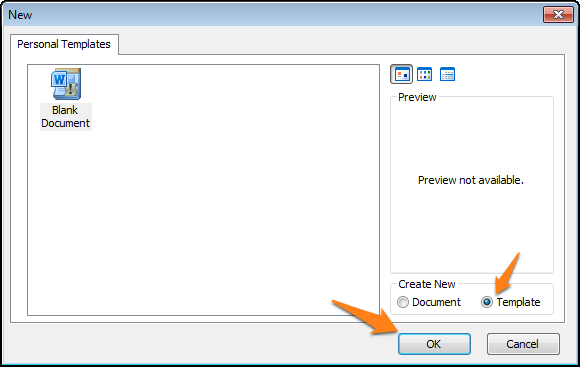 New
Personal Templates
Blank
Document
Preview
Preview not available.
Create New
Document
Template
OK
Cancel